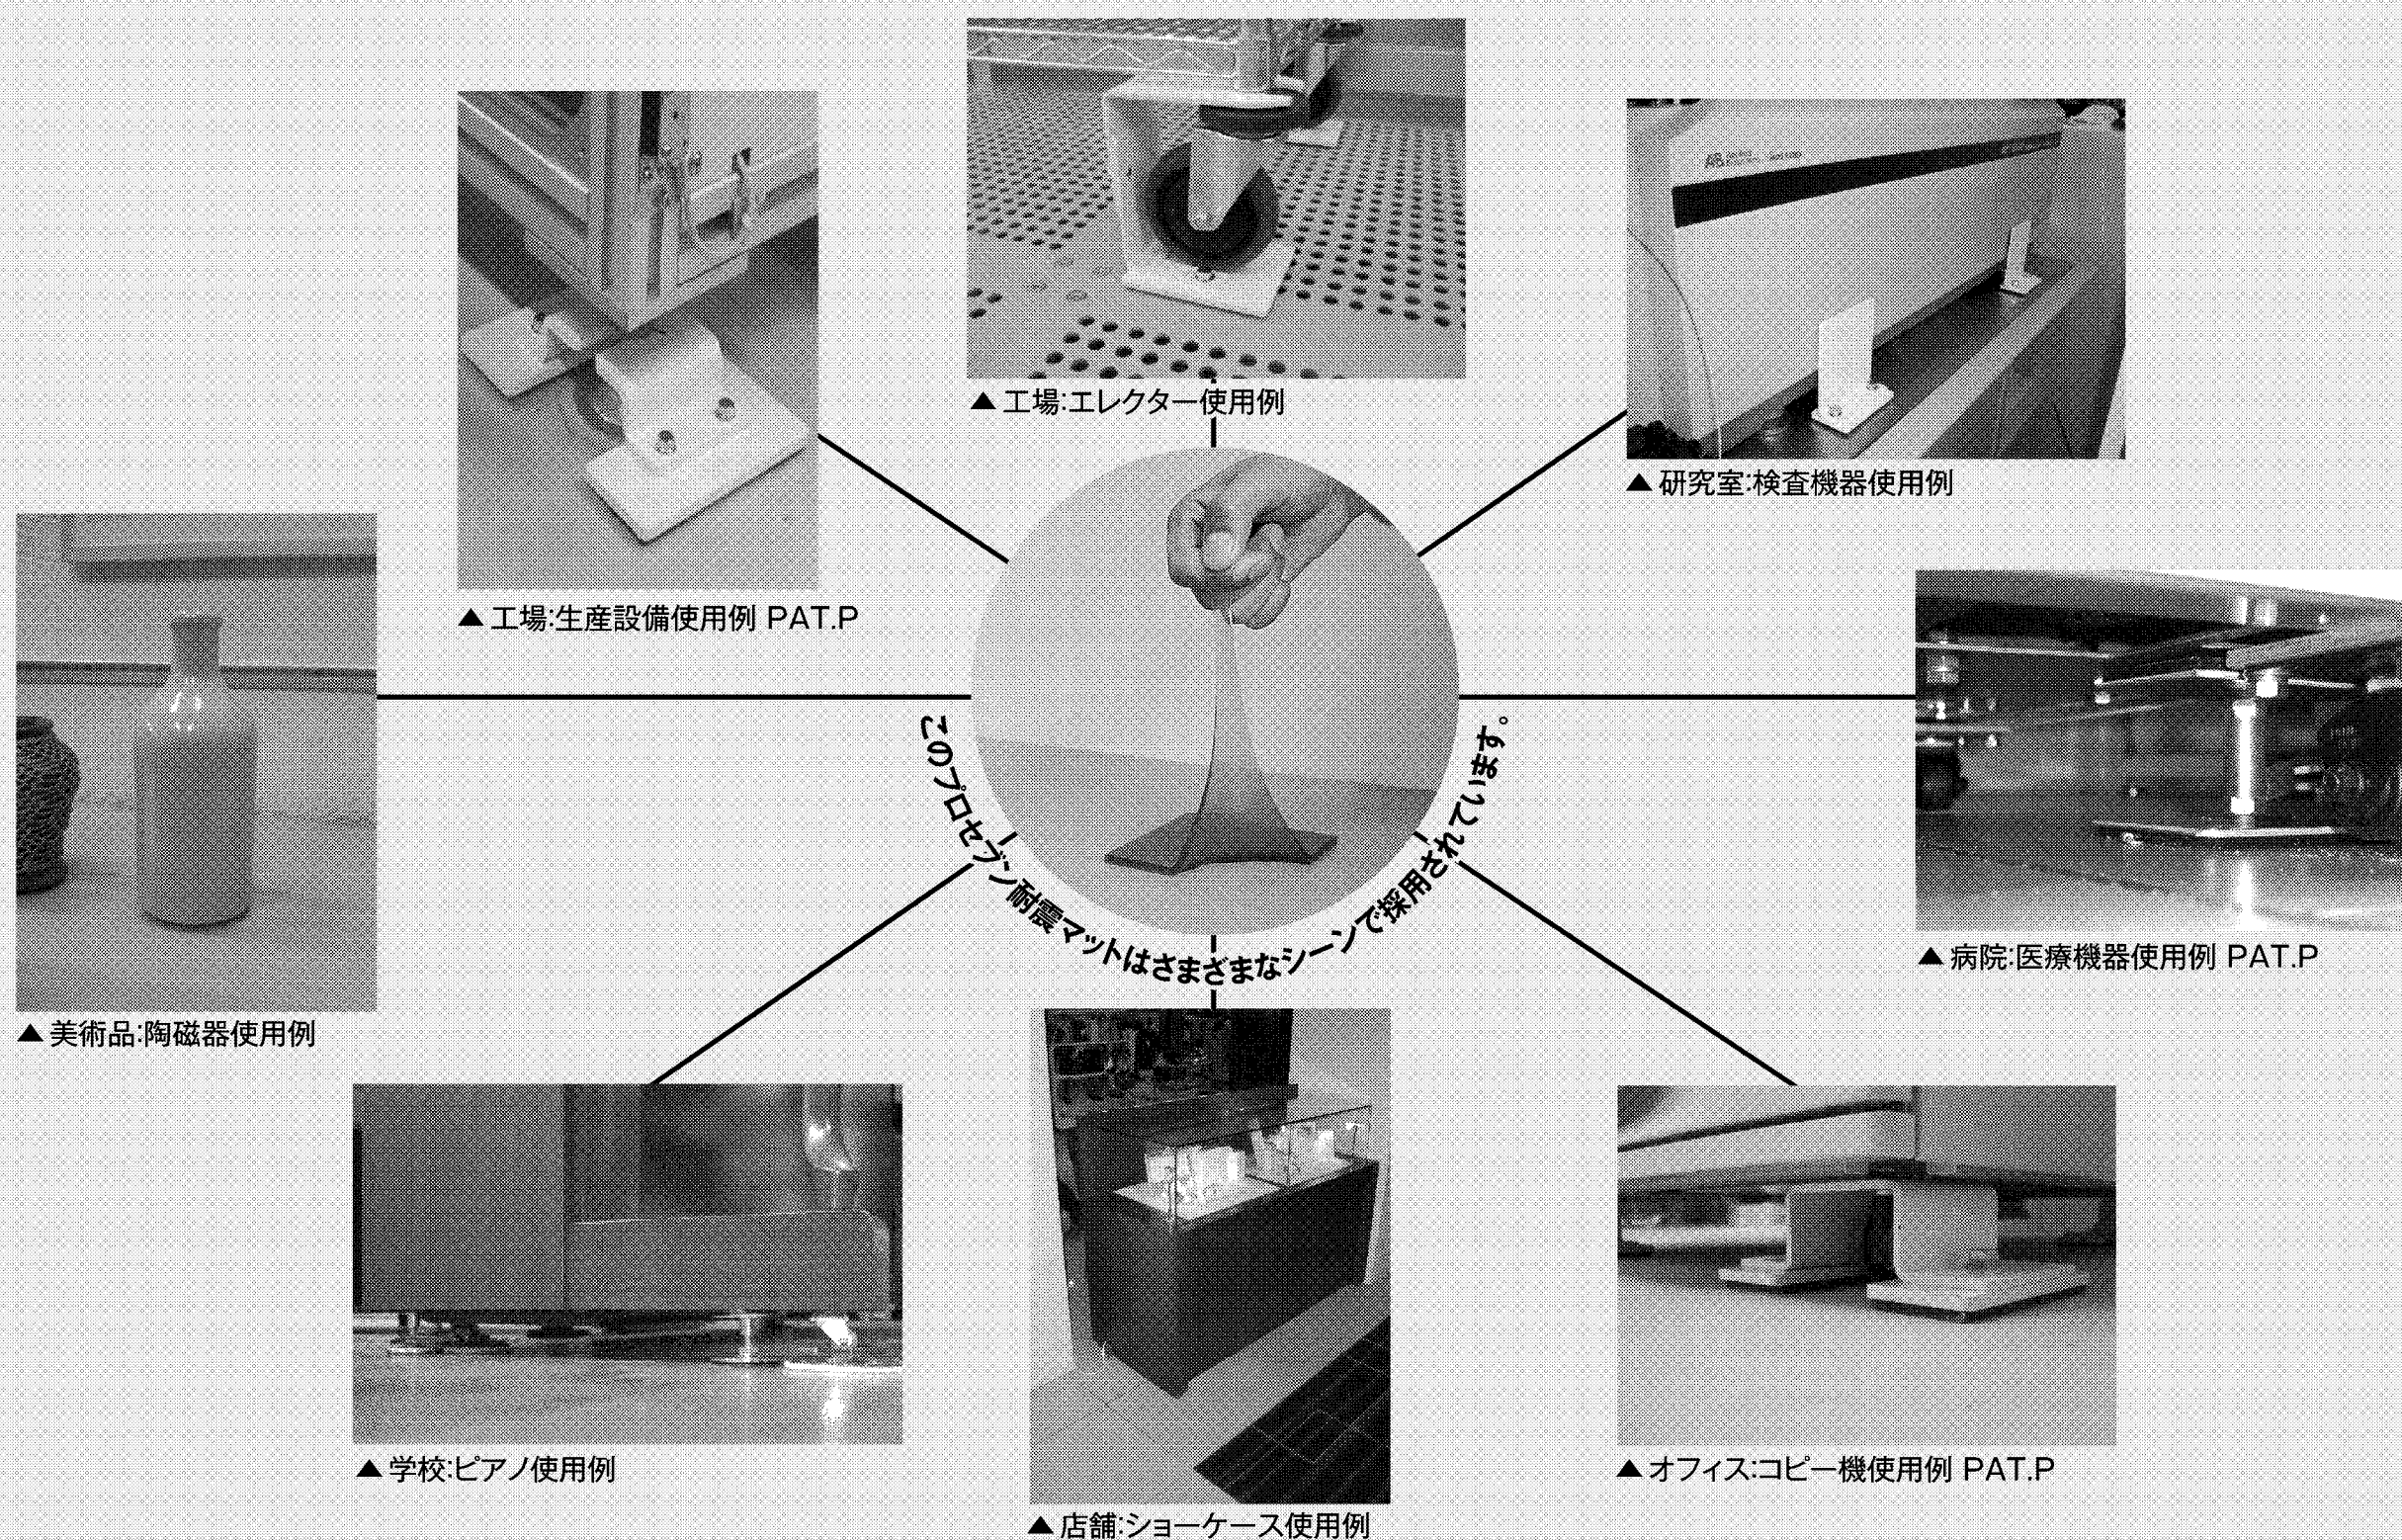 ▲ 工場:エレクター使用例
▲ 研究室:検査機器使用例
▲ 工場:生産設備使用例 PAT.P
▲ 病院:医療機器使用例 PAT.P
▲ 美術品:陶磁器使用例
このプロセブン耐震マットはさまざまなシーンで採用されています。
▲ 学校:ピアノ使用例
▲ オフィス:コピー機使用例 PAT.P
▲ 店舗:ショーケース使用例